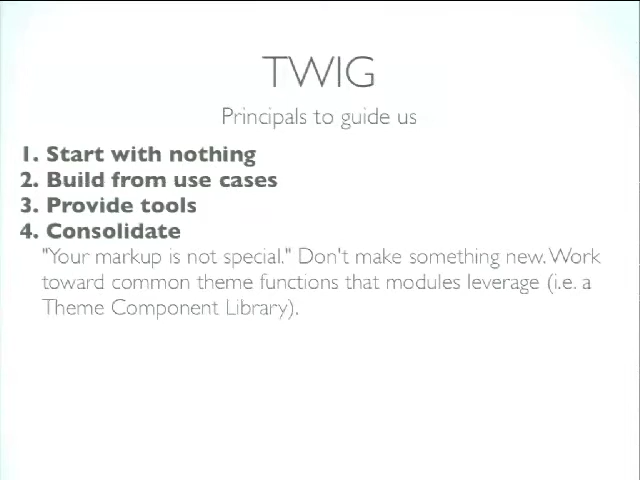 TWIG
Principals to guide us
1. Start with nothing
2. Build from use cases
3. Provide tools
4. Consolidate
"Your markup is not special." Don't make something new. Work
toward common theme functions that modules leverage (i.e. a
Theme Component Library).